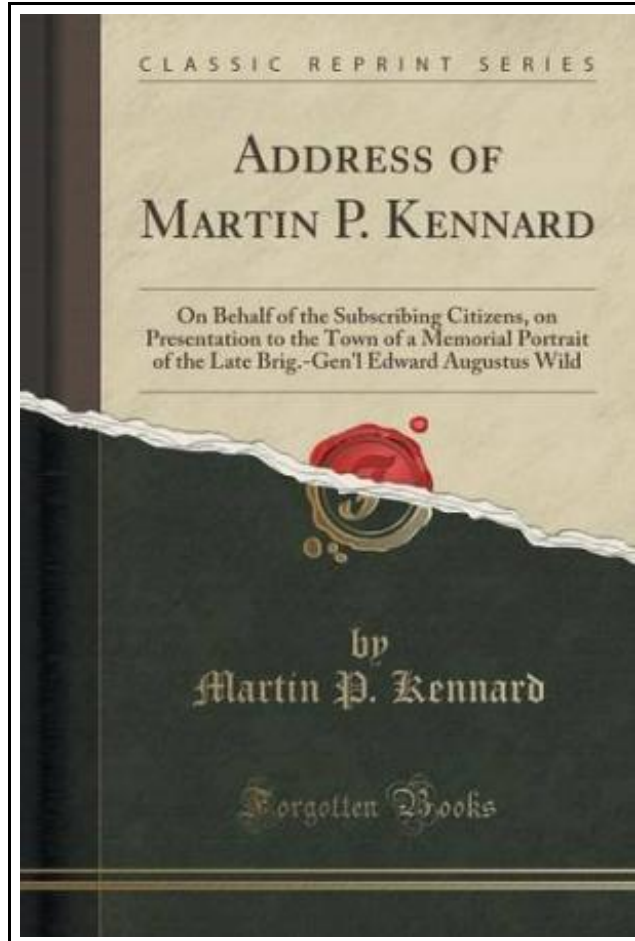 CLASSIC REPRINT SERIES
ADDRESS OF
MARTIN P. KENNARD
On Behalf of the Subscribing Citizens, on
Presentation to the Town of a Memorial Portrait
of the Late Brig.-Gen'l Edward Augustus Wild
F
by
Martin P. Kennard
Forgotten Books